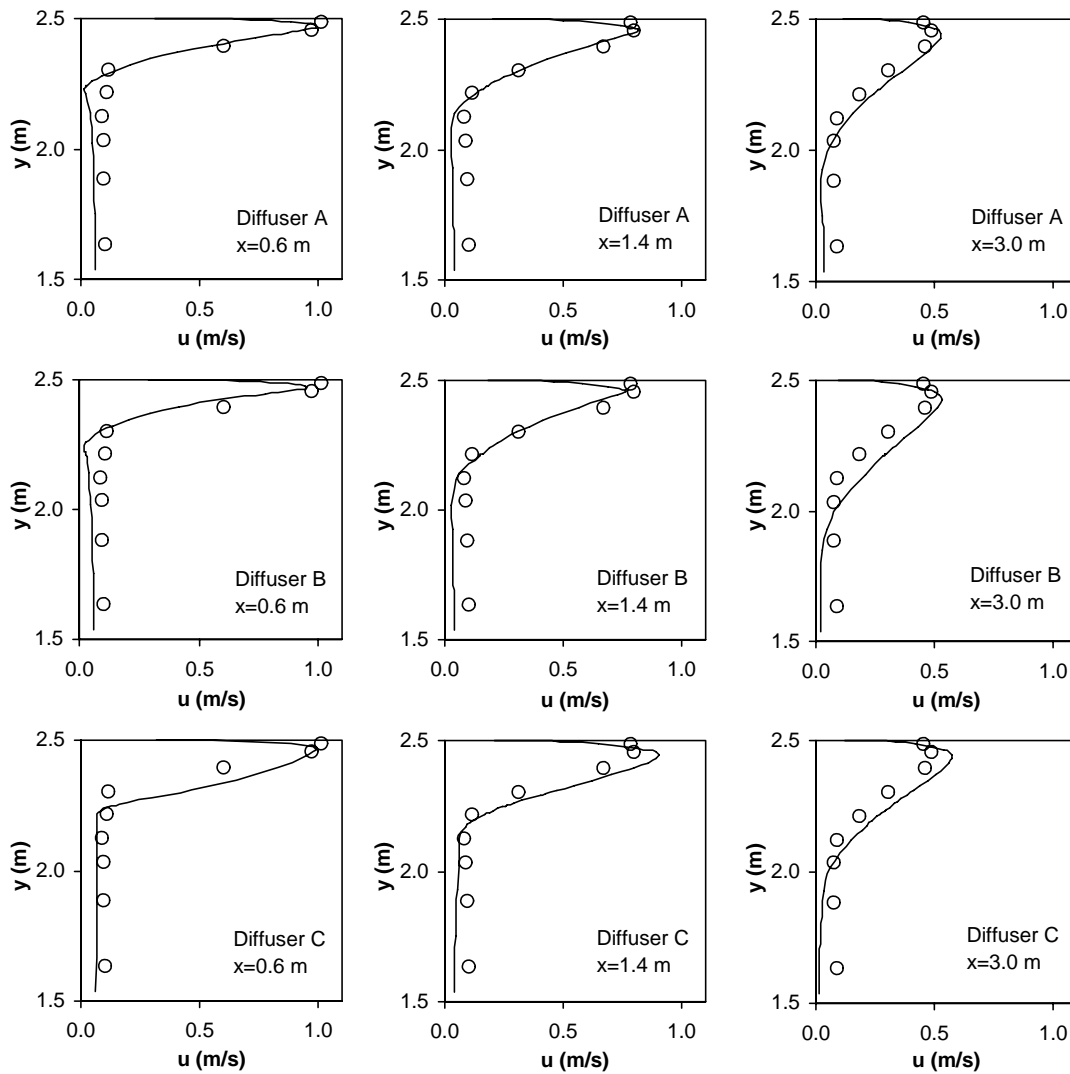 2.5
2.0
1.5
y (m)
0.0 0.5 1.0
u (m/s)
Diffuser A
x=0.6 m
2.5
2.0
1.5
y (m)
0.0 0.5 1.0
u (m/s)
Diffuser A
x=1.4 m
2.5
2.0
1.5
y (m)
0.0 0.5 1.0
u (m/s)
Diffuser A
x=3.0 m
2.5
2.0
1.5
y (m)
0.0 0.5 1.0
u (m/s)
Diffuser B
x=0.6 m
2.5
2.0
1.5
y (m)
0.0 0.5 1.0
u (m/s)
Diffuser B
x=1.4 m
2.5
2.0
1.5
y (m)
0.0 0.5 1.0
u (m/s)
Diffuser B
x=3.0 m
2.5
2.0
1.5
y (m)
0.0 0.5 1.0
u (m/s)
Diffuser C
x=0.6 m
2.5
2.0
1.5
y (m)
0.0 0.5 1.0
u (m/s)
Diffuser C
x=1.4 m
2.5
2.0
1.5
y (m)
0.0 0.5 1.0
u (m/s)
Diffuser C
x=3.0 m